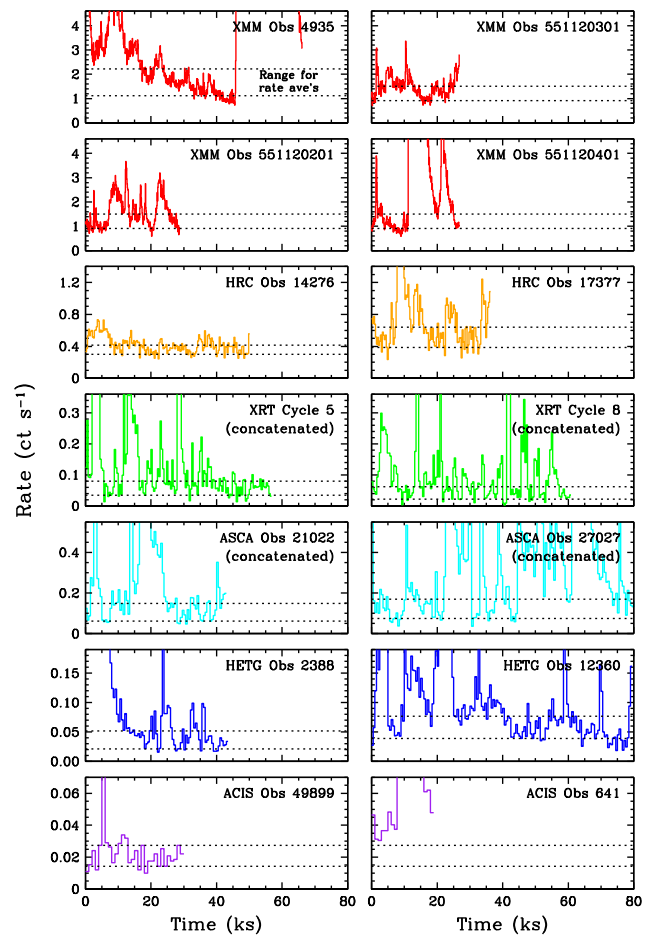 XMM Obs 4935
XMM Obs 551120301
4
3
2
1
0
Range for
rate ave's
XMM Obs 551120201
XMM Obs 551120401
4
3
2
1
0
HRC Obs 14276
HRC Obs 17377
1.2
0.8
0.4
0
XRT Cycle 5
(concatenated)
XRT Cycle 8
(concatenated)
0.3
0.2
0.1
0
ASCA Obs 21022
(concatenated)
ASCA Obs 27027
(concatenated)
0.4
0.2
0
HETG Obs 2388
HETG Obs 12360
0.15
0.10
0.05
0.00
ACIS Obs 49899
ACIS Obs 641
0.06
0.04
0.02
0
0 20 40 60 80
0 20 40 60 80
Time (ks)
Time (ks)
Rate (ct s⁻¹)